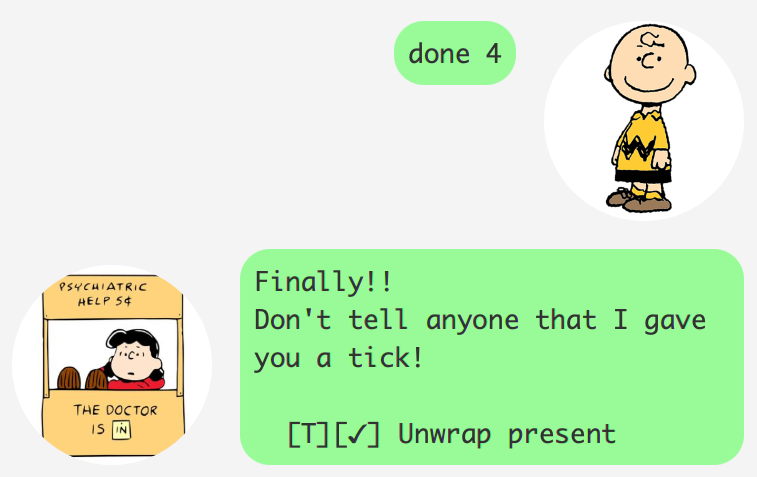 done 4
PSYCHIATRIC
HELP 5¢
THE DOCTOR
IS IN
Finally!!
Don't tell anyone that I gave
you a tick!
[T][✓] Unwrap present